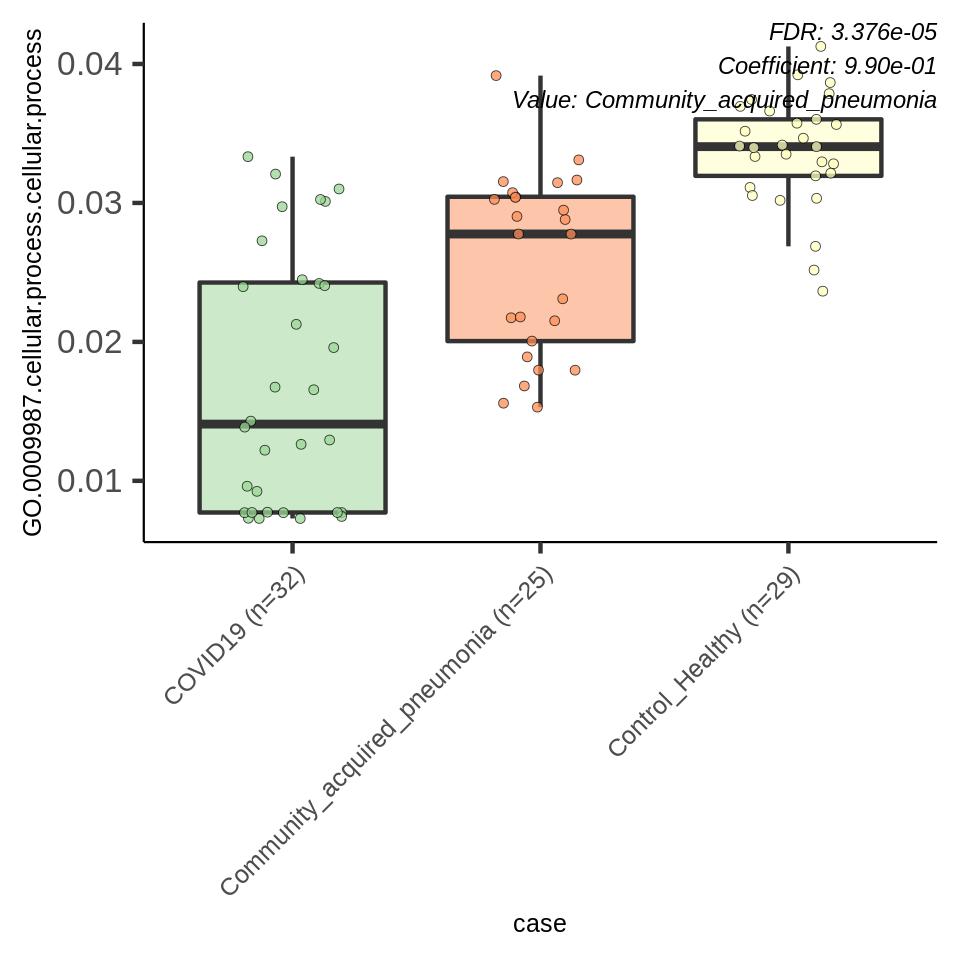 FDR: 3.376e-05
Coefficient: 9.90e-01
Value: Community_acquired_pneumonia
GO.0009987.cellular.process.cellular.process
0.04
0.03
0.02
0.01
COVID19 (n=32)
Community_acquired_pneumonia (n=25)
Control_Healthy (n=29)
case